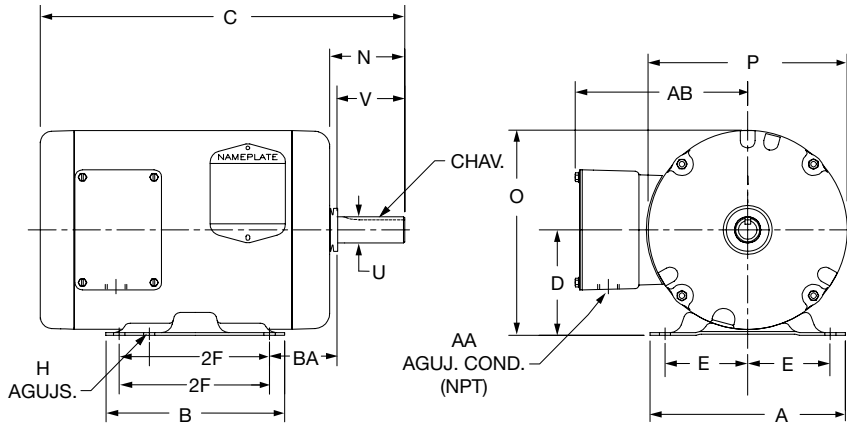 C
N
V
NAMEPLATE
CHAV.
U
H
AGUJS.
2F
BA
2F
B
P
AB
O
D
AA
AGUJ. COND.
(NPT)
E
E
A